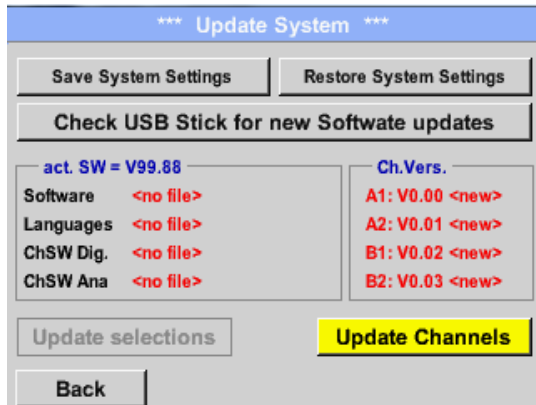 *** Update System ***
Save System Settings
Restore System Settings
Check USB Stick for new Softwate updates
act. SW = V99.88
Software <no file>
Languages <no file>
ChSW Dig. <no file>
ChSW Ana <no file>
Ch.Vers.
A1: V0.00 <new>
A2: V0.01 <new>
B1: V0.02 <new>
B2: V0.03 <new>
Update selections
Update Channels
Back